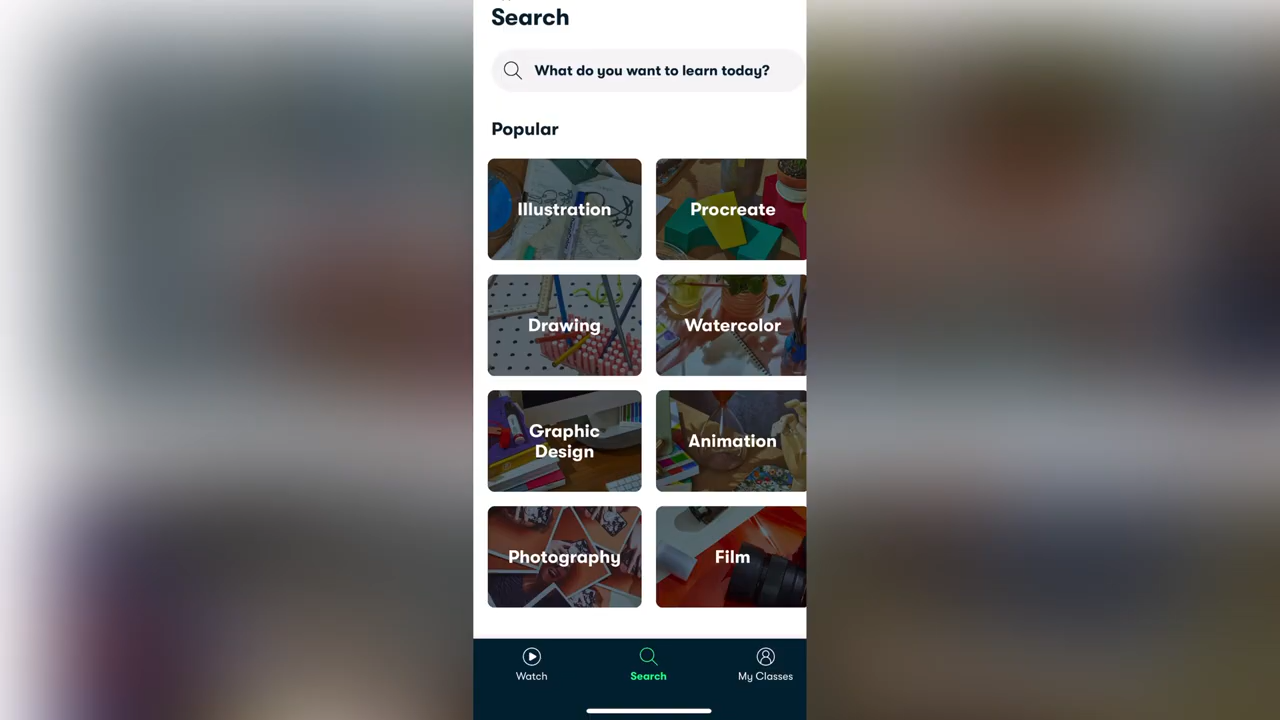 Search
What do you want to learn today?
Popular
Illustration
Procreate
Drawing
Watercolor
Graphic
Design
Animation
Photography
Film
Watch
Search
My Classes